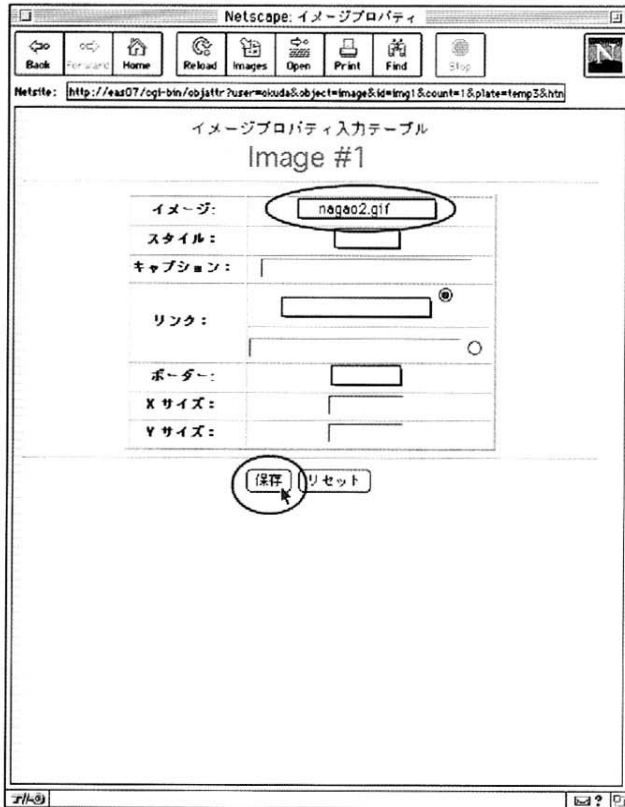 Netscape: イメージプロパティ
Back Forward Home Reload Images Open Print Find Stop
N
Netsite: http://eas07/cgi-bin/objattr?user=okuda&object=image&id=img1&count=1&plate=temp3&htn
イメージプロパティ入力テーブル
Image #1
イメージ: nagao2.gif
スタイル:
キャプション:
リンク:
ボーダー:
X サイズ:
Y サイズ:
保存 リセット
?